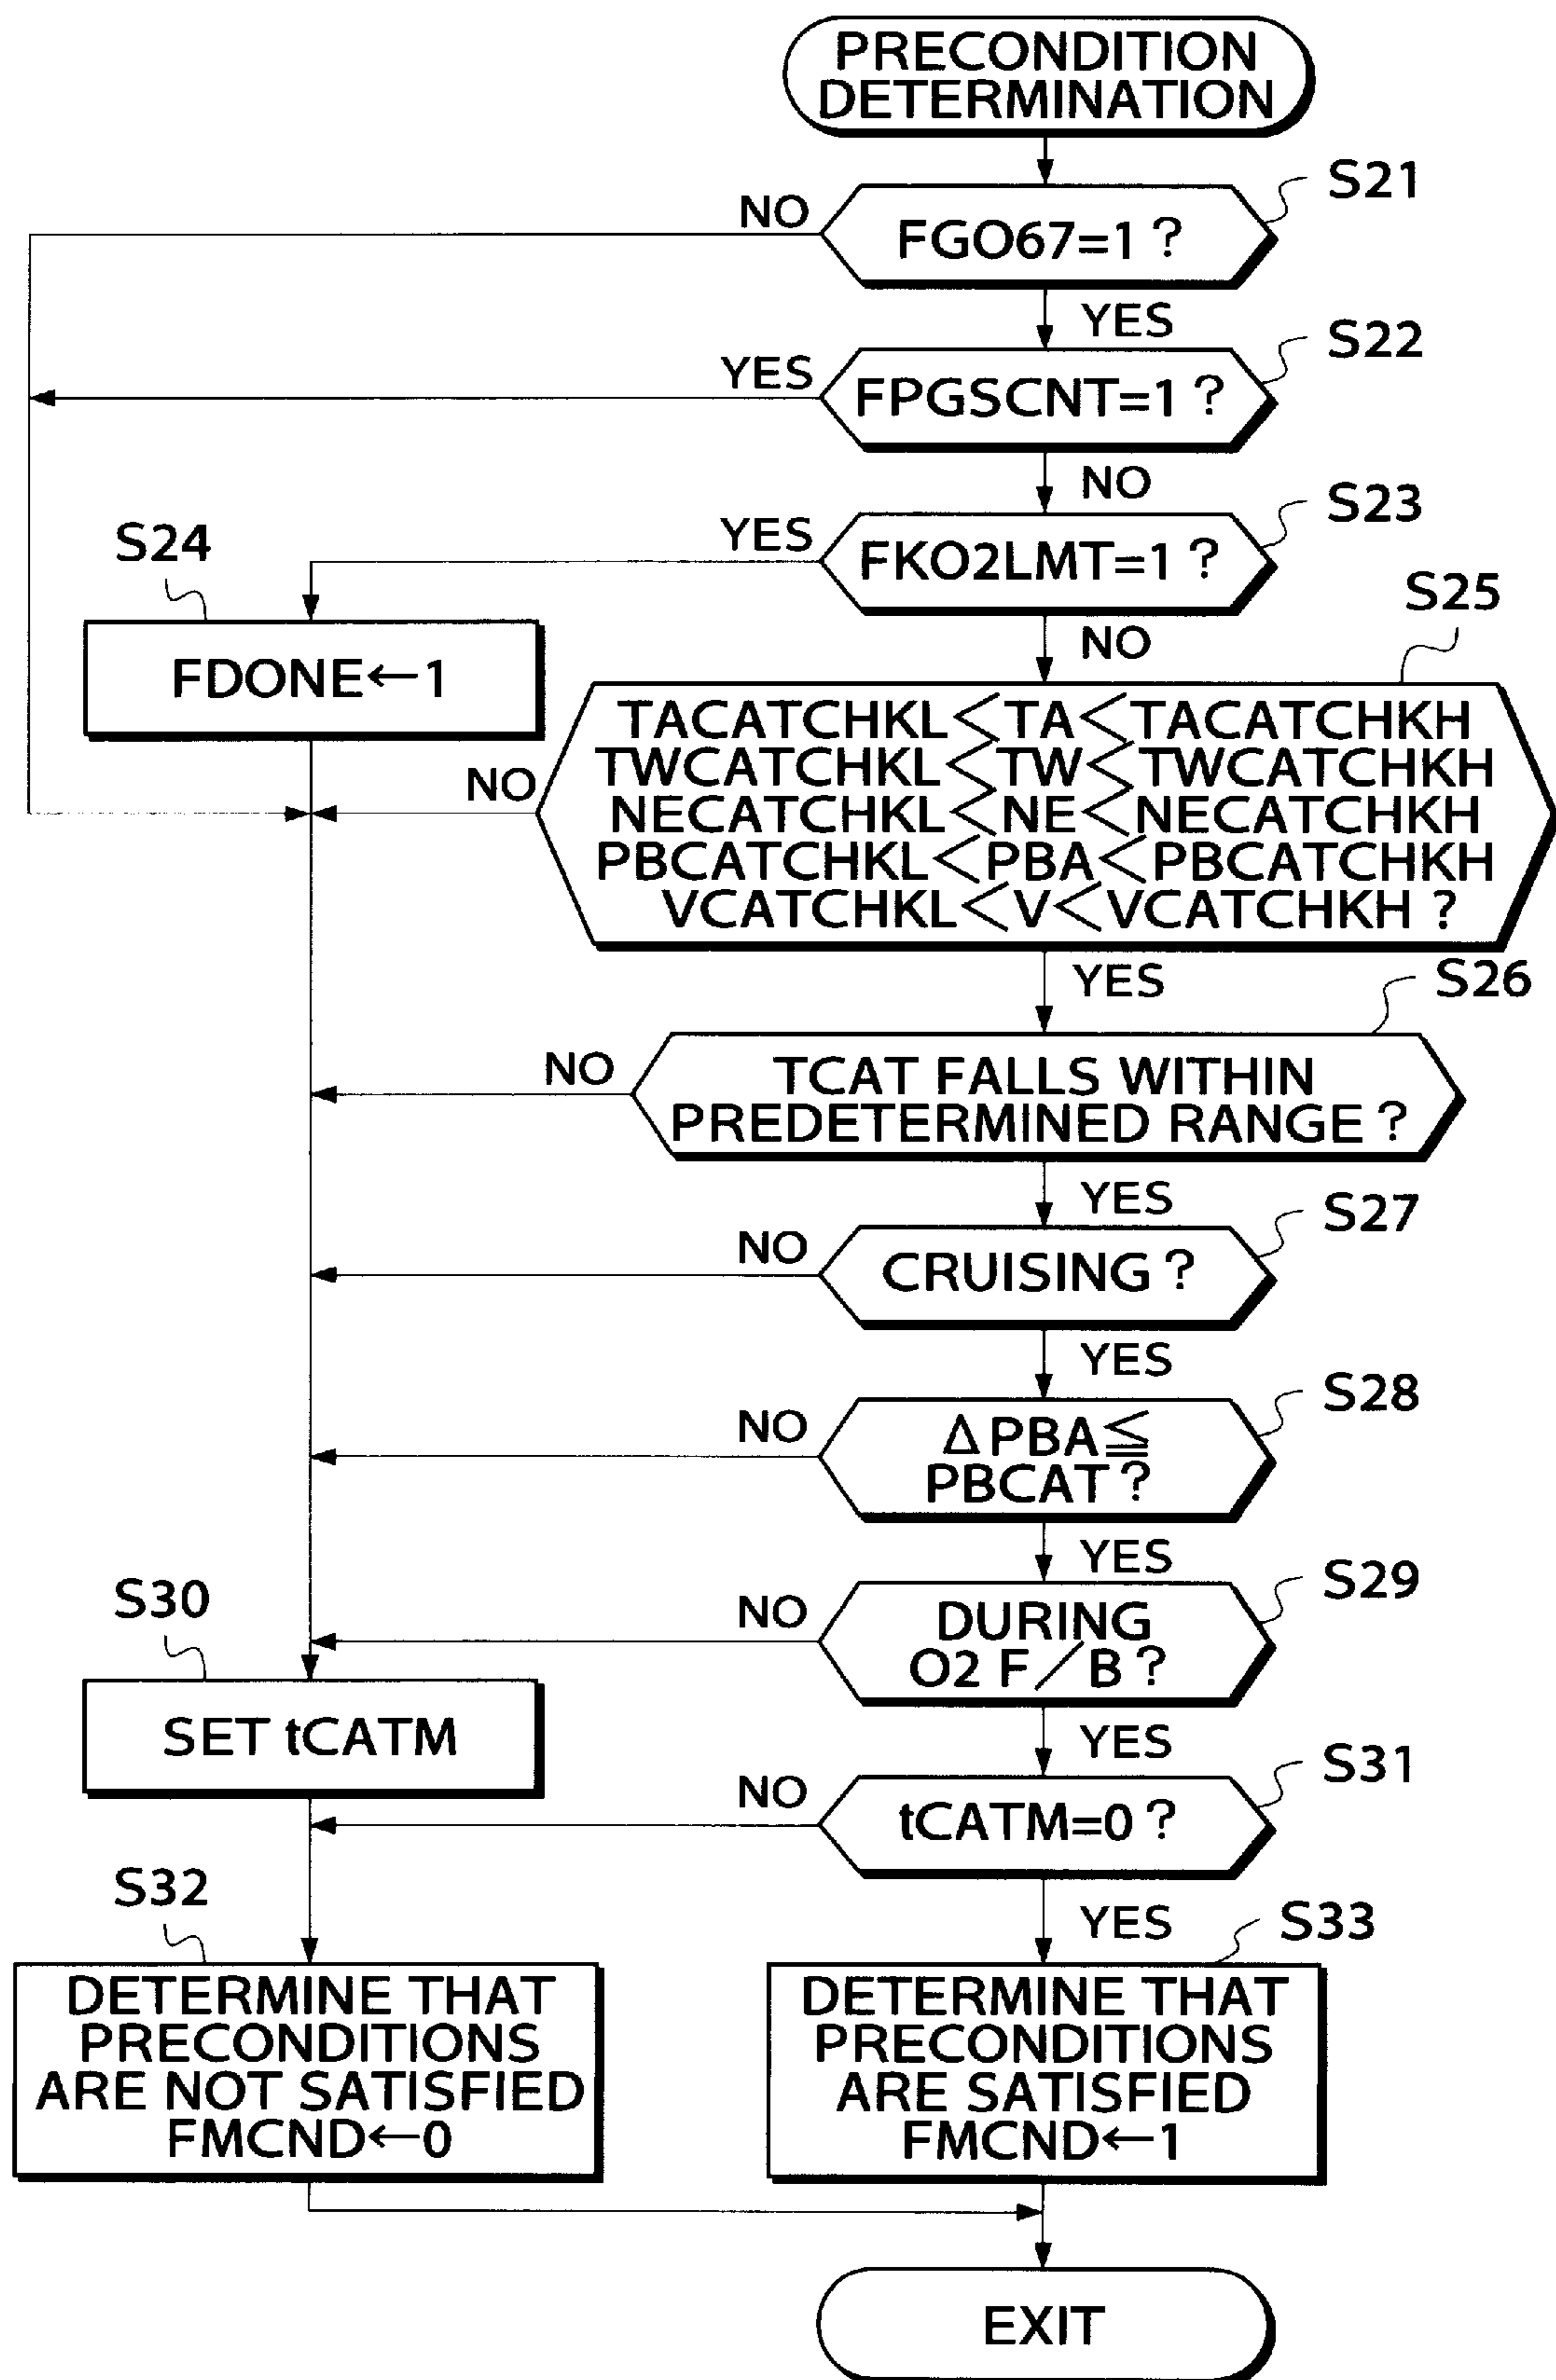 PRECONDITION
DETERMINATION
S21
NO
FGO67=1 ?
YES
S22
YES
FPGSCNT=1 ?
NO
S23
YES
FKO2LMT=1 ?
S24
NO
S25
FDONE←1
TACATCHKL<TA<TACATCHKH
TWCATCHKL<TW<TWCATCHKH
NO
NECATCHKL<NE<NECATCHKH
PBCATCHKL<PBA<PBCATCHKH
VCATCHKL<V<VCATCHKH ?
YES
S26
NO
TCAT FALLS WITHIN
PREDETERMINED RANGE ?
YES
S27
NO
CRUISING ?
YES
S28
NO
Δ PBA≦
PBCAT ?
YES
S29
S30
NO
DURING
O2 F/B ?
SET tCATM
YES
S31
NO
tCATM=0 ?
S32
YES
S33
DETERMINE THAT
PRECONDITIONS
ARE NOT SATISFIED
FMCND←0
DETERMINE THAT
PRECONDITIONS
ARE SATISFIED
FMCND←1
EXIT